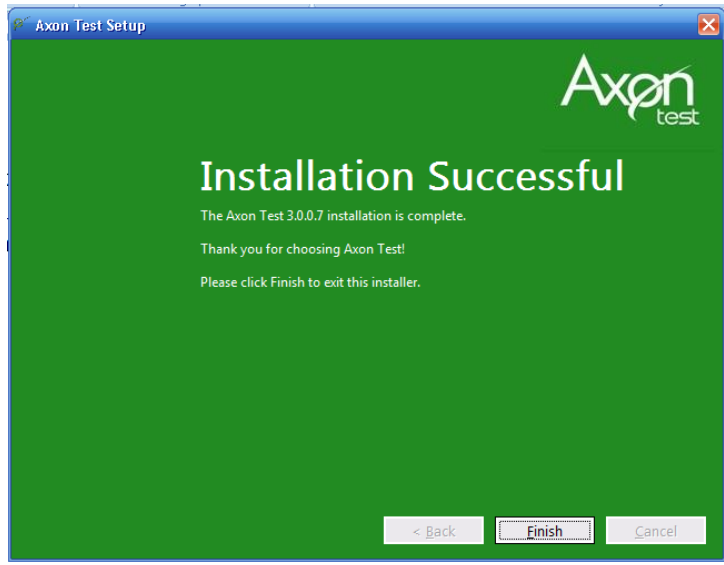 Axon Test Setup
Axon
test
Installation Successful
The Axon Test 3.0.0.7 installation is complete.
Thank you for choosing Axon Test!
Please click Finish to exit this installer.
< Back
Finish
Cancel